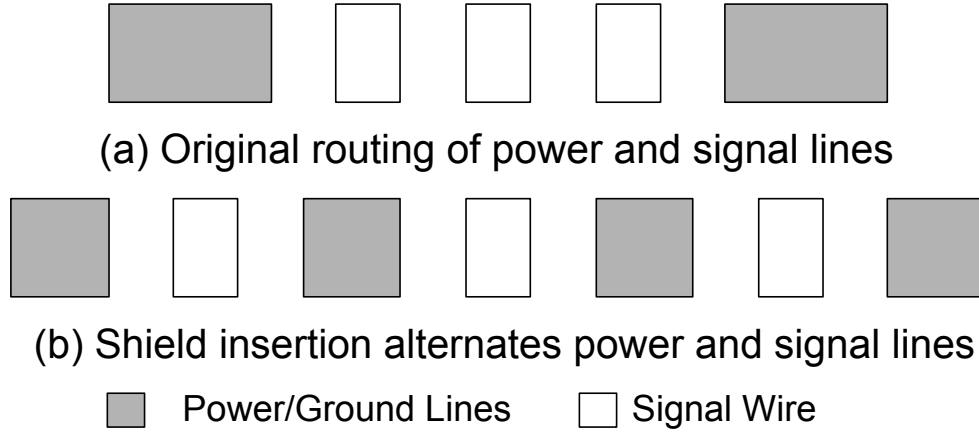 (a) Original routing of power and signal lines
(b) Shield insertion alternates power and signal lines
Power/Ground Lines Signal Wire